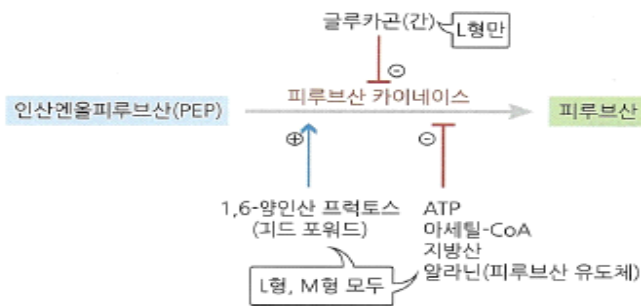 글루카곤(간)
L형만
⊖
피루브산 카이네이스
인산엔올피루브산(PEP)
피루브산
⊕
⊖
1,6-양인산 프럭토스
(피드 포워드)
ATP
아세틸-CoA
지방산
알라닌(피루브산 유도체)
L형, M형 모두